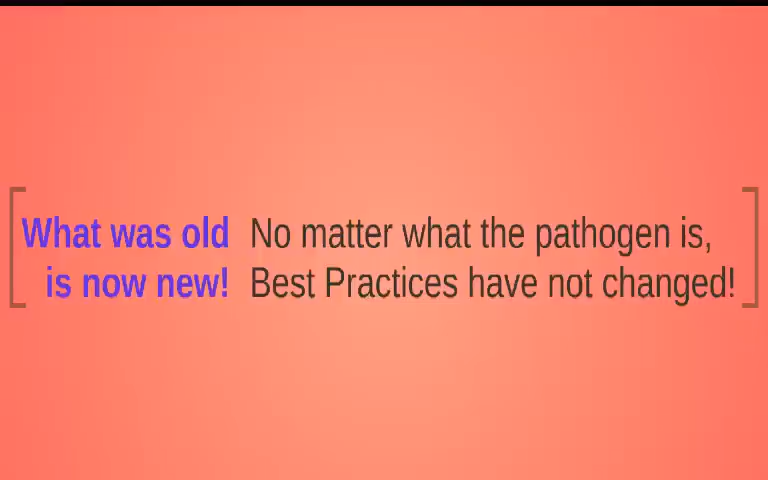 What was old
is now new!
No matter what the pathogen is,
Best Practices have not changed!